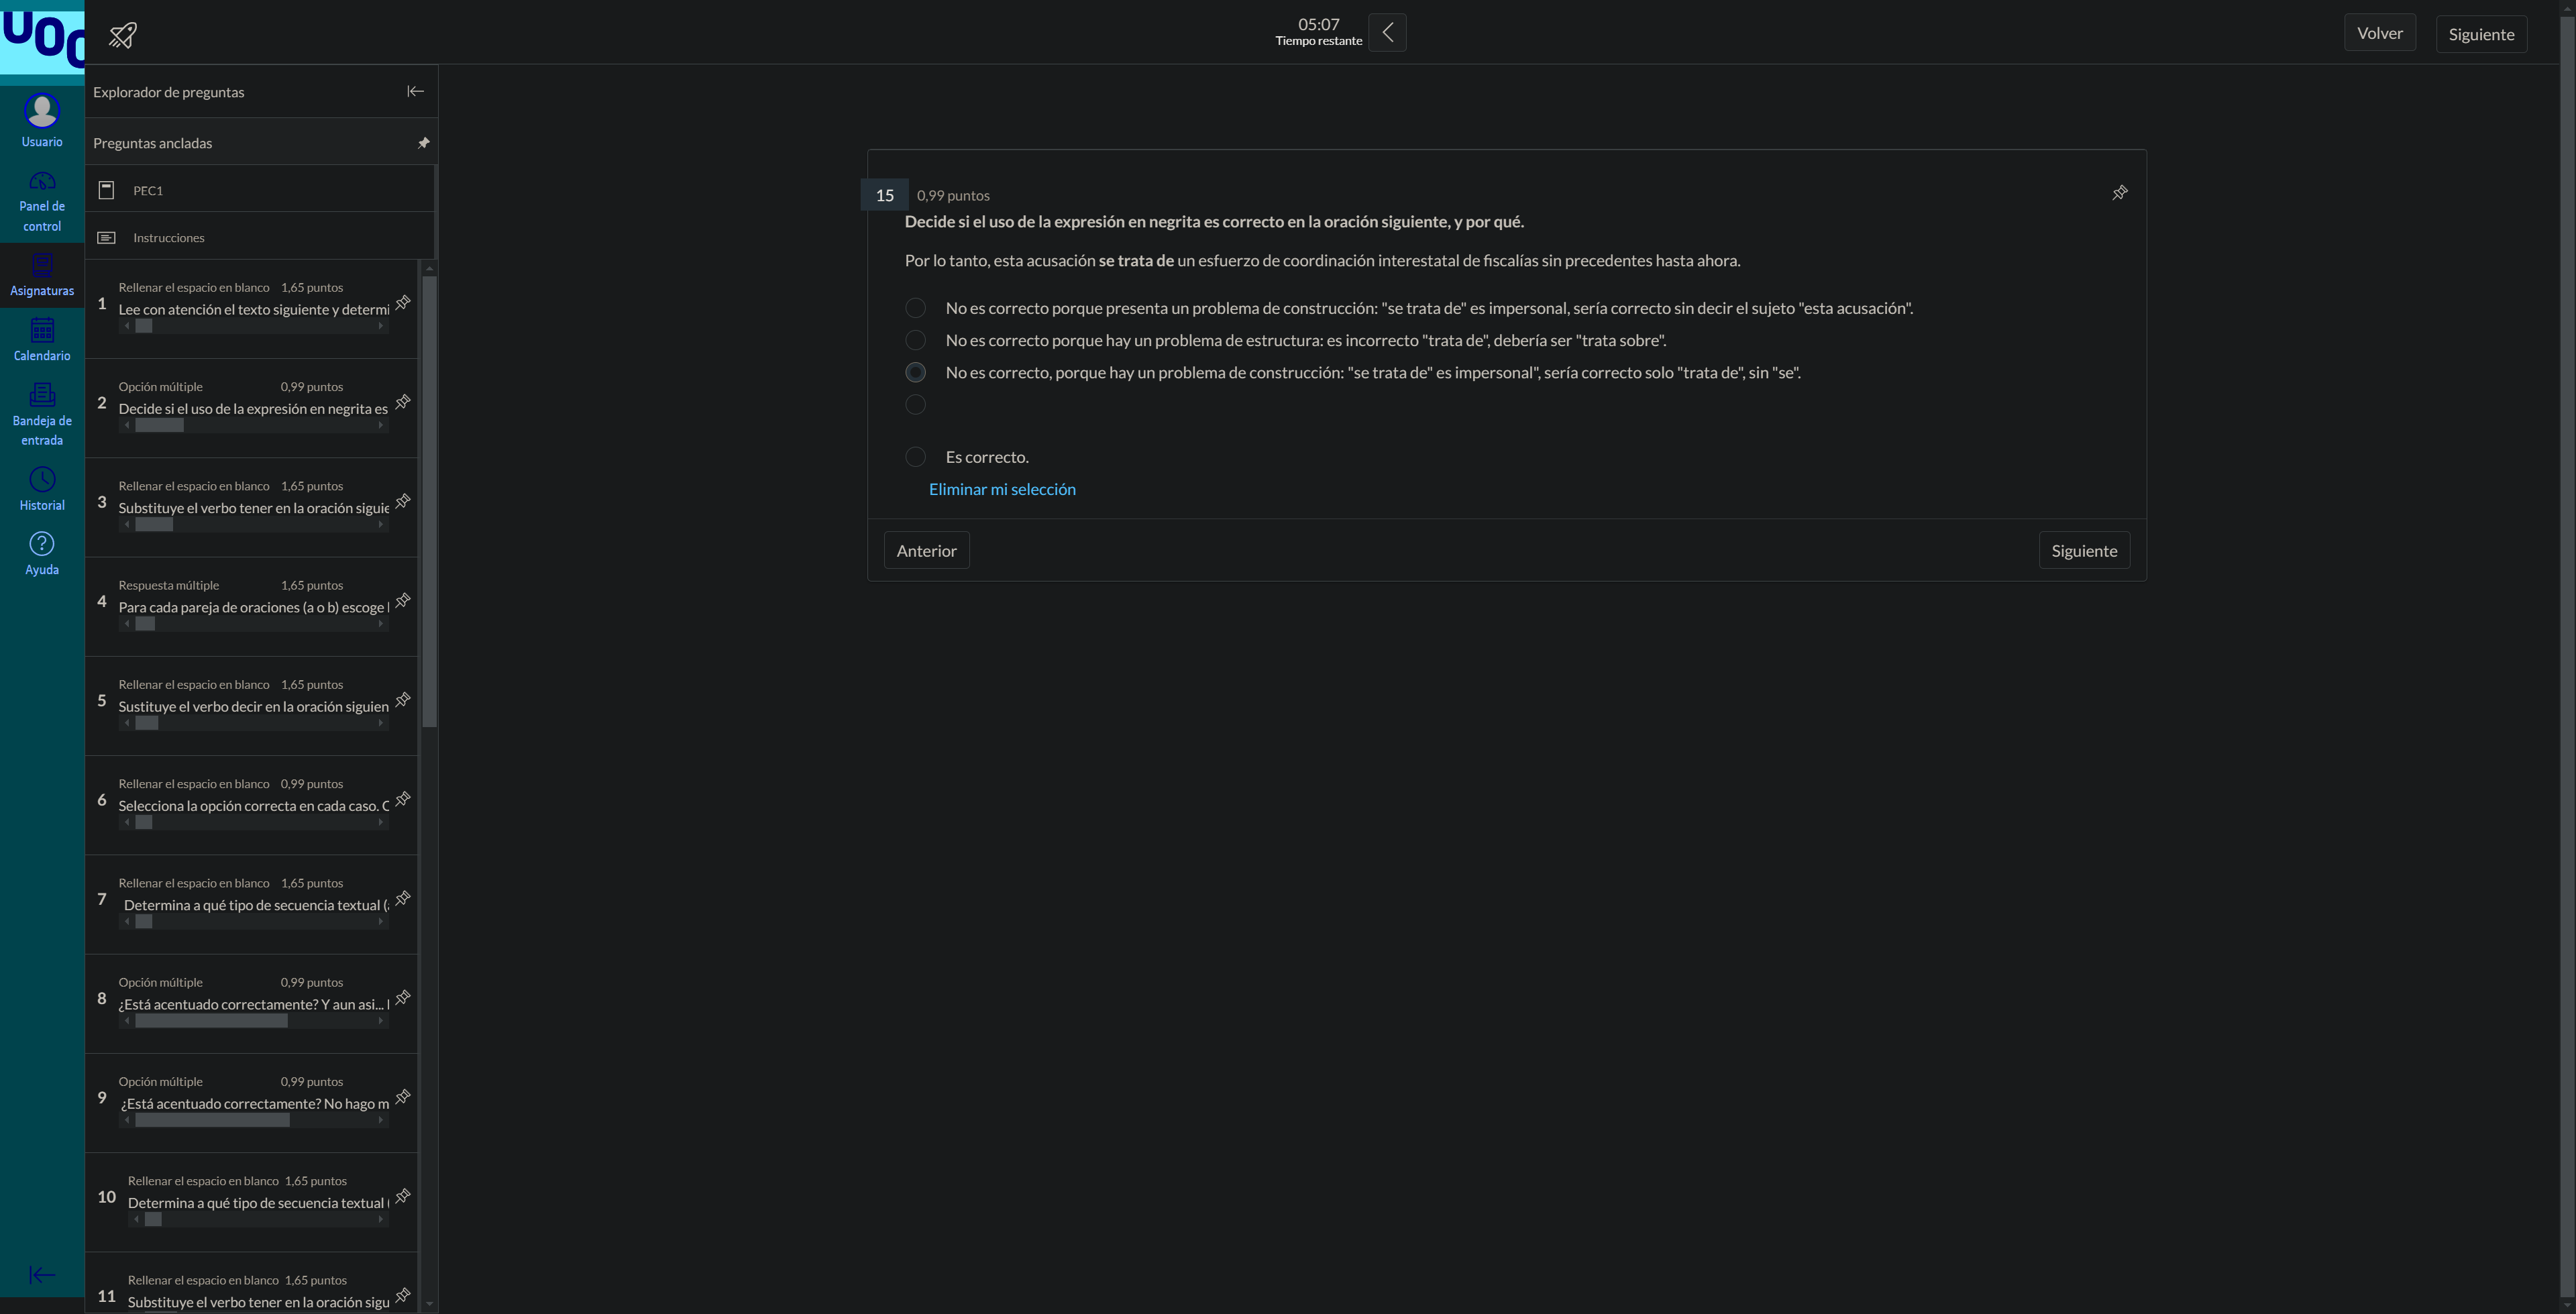 UOC
05:07
Tiempo restante
Volver
Siguiente
Usuario
Panel de
control
Asignaturas
Calendario
Bandeja de
entrada
Historial
Ayuda
Explorador de preguntas
Preguntas ancladas
PEC1
Instrucciones
1
Rellenar el espacio en blanco 1,65 puntos
Lee con atención el texto siguiente y determi
2
Opción múltiple 0,99 puntos
Decide si el uso de la expresión en negrita es
3
Rellenar el espacio en blanco 1,65 puntos
Substituye el verbo tener en la oración siguie
4
Respuesta múltiple 1,65 puntos
Para cada pareja de oraciones (a o b) escoge l
5
Rellenar el espacio en blanco 1,65 puntos
Sustituye el verbo decir en la oración siguien
6
Rellenar el espacio en blanco 0,99 puntos
Selecciona la opción correcta en cada caso. C
7
Rellenar el espacio en blanco 1,65 puntos
Determina a qué tipo de secuencia textual (
8
Opción múltiple 0,99 puntos
¿Está acentuado correctamente? Y aun asi...
9
Opción múltiple 0,99 puntos
¿Está acentuado correctamente? No hago m
10
Rellenar el espacio en blanco 1,65 puntos
Determina a qué tipo de secuencia textual (
11
Rellenar el espacio en blanco 1,65 puntos
Substituye el verbo tener en la oración sigu
15 0,99 puntos
Decide si el uso de la expresión en negrita es correcto en la oración siguiente, y por qué.
Por lo tanto, esta acusación se trata de un esfuerzo de coordinación interestatal de fiscalías sin precedentes hasta ahora.
No es correcto porque presenta un problema de construcción: "se trata de" es impersonal, sería correcto sin decir el sujeto "esta acusación".
No es correcto porque hay un problema de estructura: es incorrecto "trata de", debería ser "trata sobre".
No es correcto, porque hay un problema de construcción: "se trata de" es impersonal", sería correcto solo "trata de", sin "se".
Es correcto.
Eliminar mi selección
Anterior
Siguiente